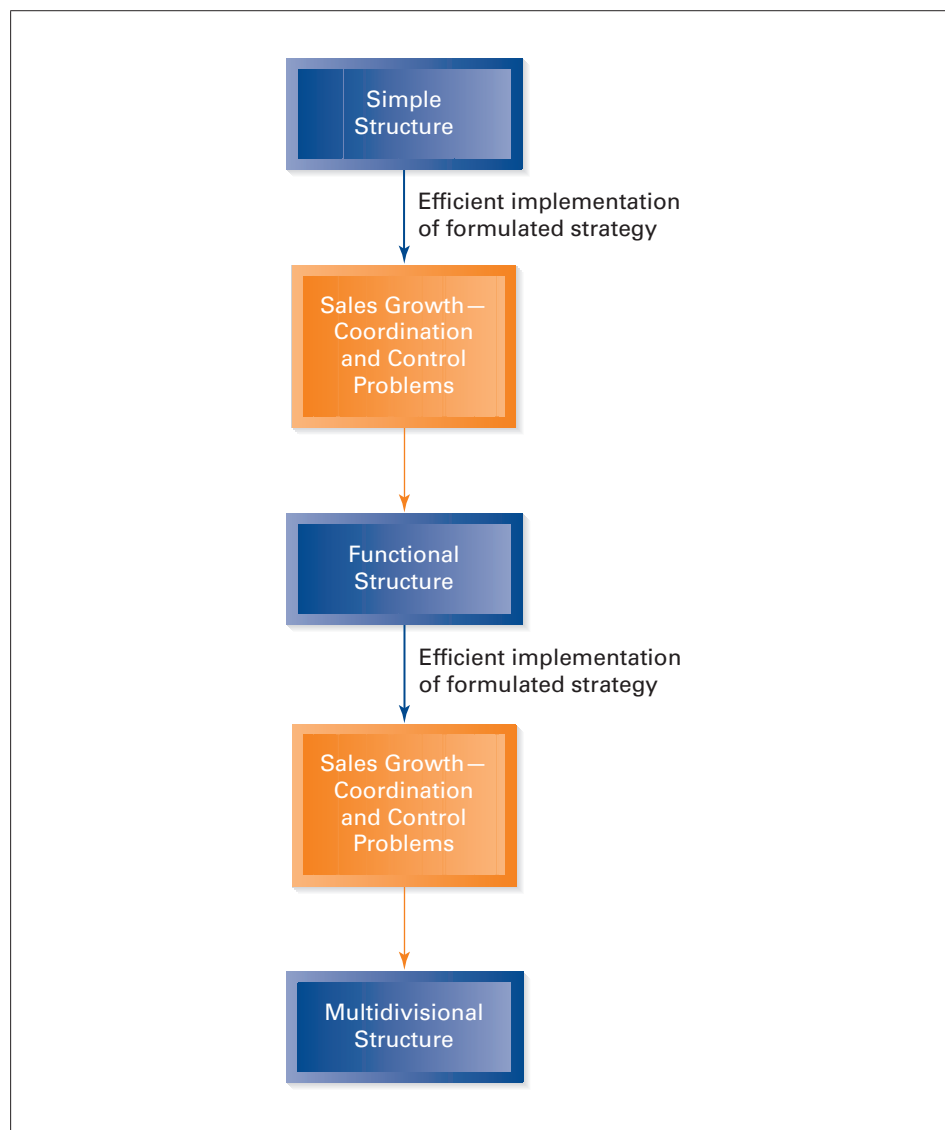 Simple
Structure
Efficient implementation
of formulated strategy
Sales Growth—
Coordination
and Control
Problems
Functional
Structure
Efficient implementation
of formulated strategy
Sales Growth—
Coordination
and Control
Problems
Multidivisional
Structure